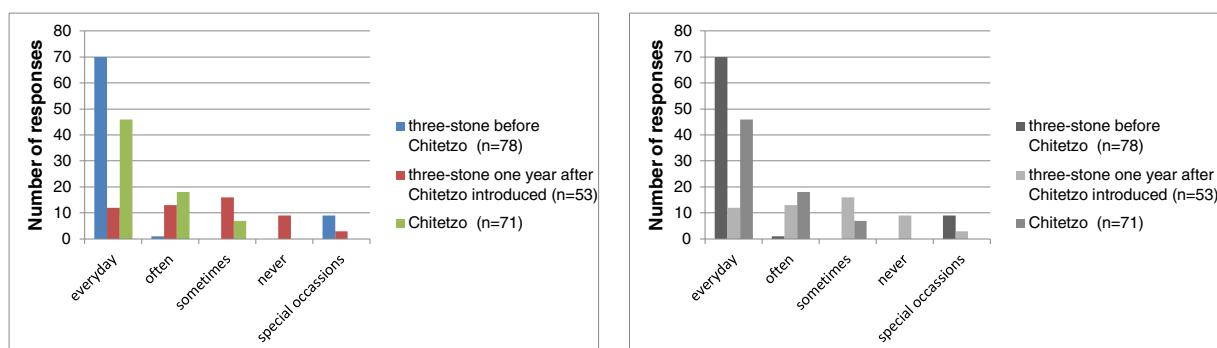 Number of responses
80
70
60
50
40
30
20
10
0
everyday
often
sometimes
never
special occassions
three-stone before
Chitetzo (n=78)
three-stone one year after
Chitetzo introduced (n=53)
Chitetzo (n=71)
Number of responses
80
70
60
50
40
30
20
10
0
everyday
often
sometimes
never
special occassions
three-stone before
Chitetzo (n=78)
three-stone one year after
Chitetzo introduced (n=53)
Chitetzo (n=71)